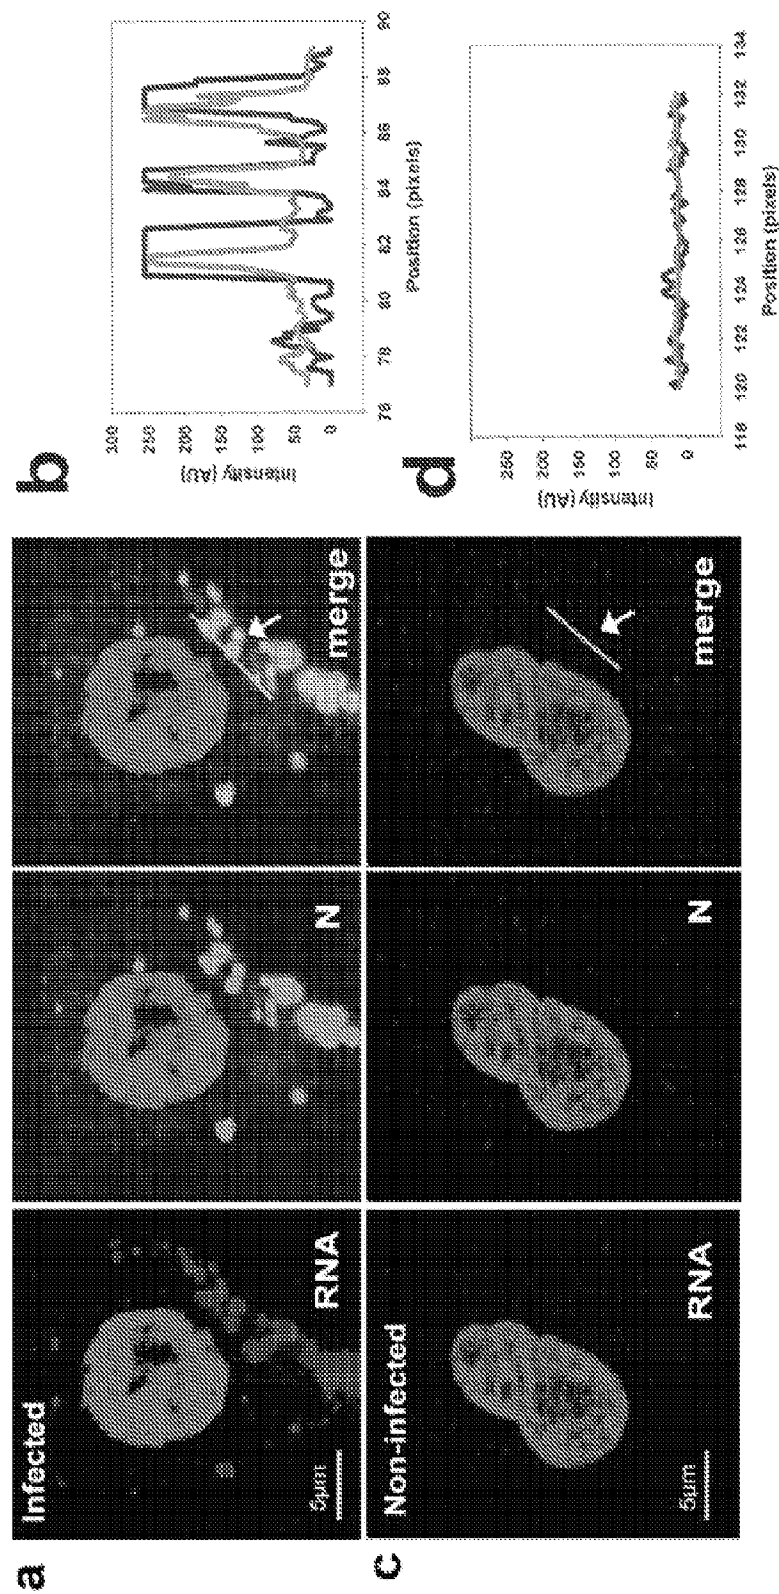 a
Infected
5µm
RNA
N
merge
b
Intensity (AU)
300
250
200
150
100
50
0
76 78 80 82 84 86 88 90
Position (pixels)
c
Non-infected
5µm
RNA
N
merge
d
Intensity (AU)
250
200
100
50
0
118 120 122 124 126 128 130 132 134
Position (pixels)